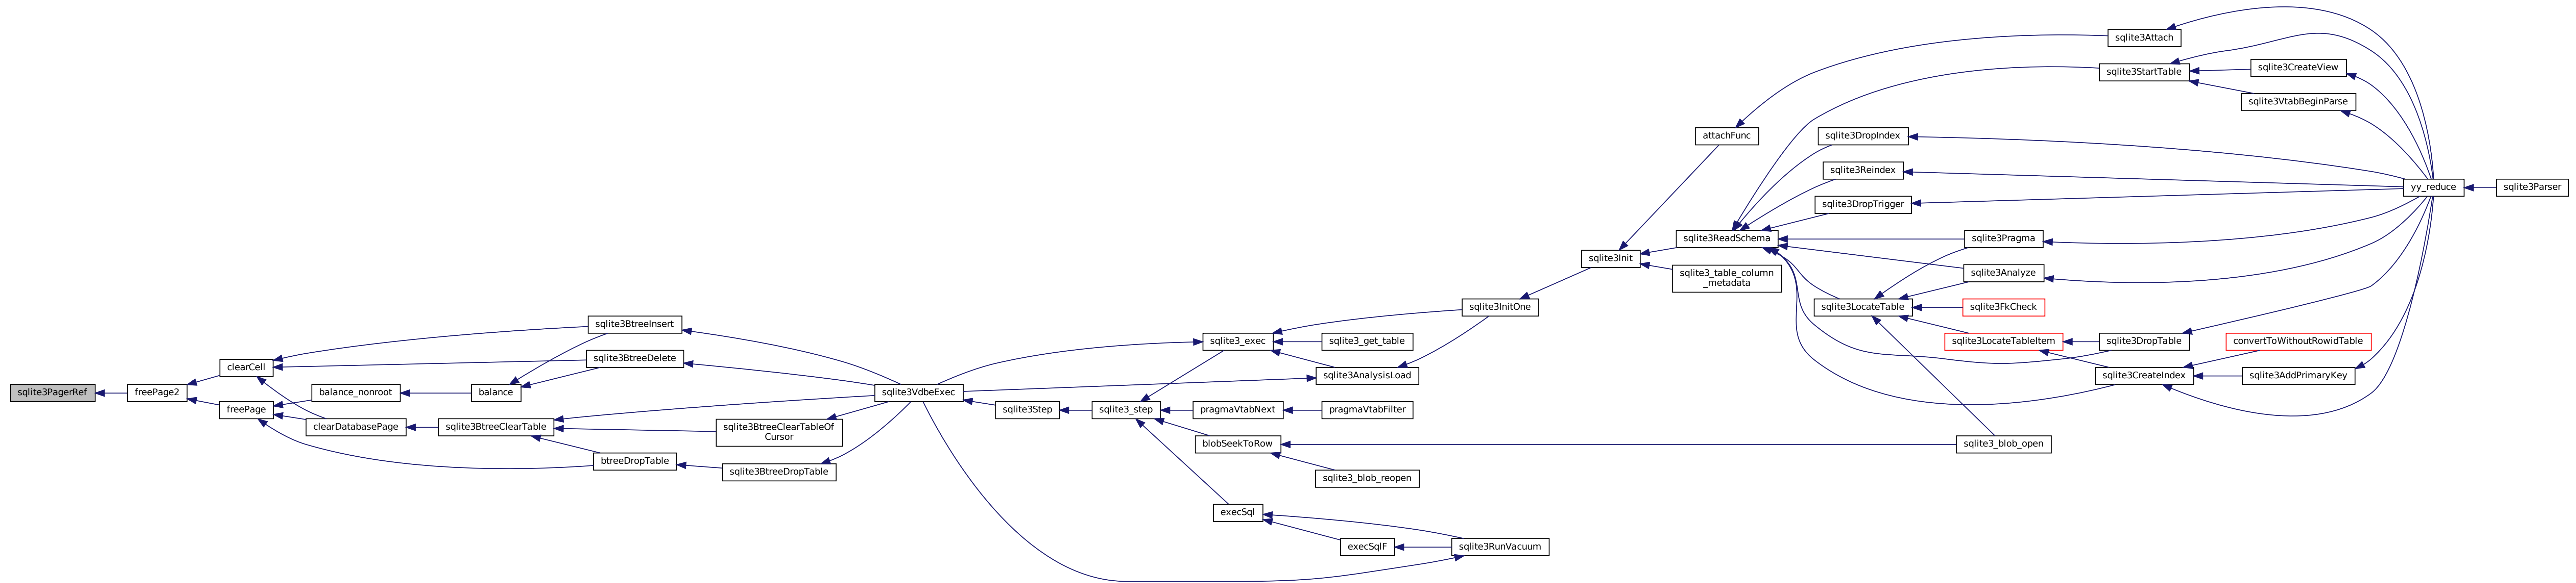 sqlite3PagerRef
freePage2
clearCell
freePage
balance_nonroot
clearDatabasePage
balance
sqlite3BtreeClearTable
sqlite3BtreeInsert
sqlite3BtreeDelete
btreeDropTable
sqlite3BtreeClearTableOf
Cursor
sqlite3BtreeDropTable
sqlite3VdbeExec
sqlite3Step
sqlite3_step
sqlite3_exec
pragmaVtabNext
blobSeekToRow
execSql
sqlite3_get_table
sqlite3AnalysisLoad
pragmaVtabFilter
sqlite3_blob_reopen
execSqlF
sqlite3InitOne
sqlite3RunVacuum
sqlite3Init
attachFunc
sqlite3ReadSchema
sqlite3_table_column
_metadata
sqlite3DropIndex
sqlite3Reindex
sqlite3DropTrigger
sqlite3LocateTable
sqlite3Pragma
sqlite3Analyze
sqlite3FkCheck
sqlite3LocateTableItem
sqlite3_blob_open
sqlite3Attach
sqlite3StartTable
sqlite3DropTable
sqlite3CreateIndex
sqlite3CreateView
sqlite3VtabBeginParse
convertToWithoutRowidTable
sqlite3AddPrimaryKey
yy_reduce
sqlite3Parser